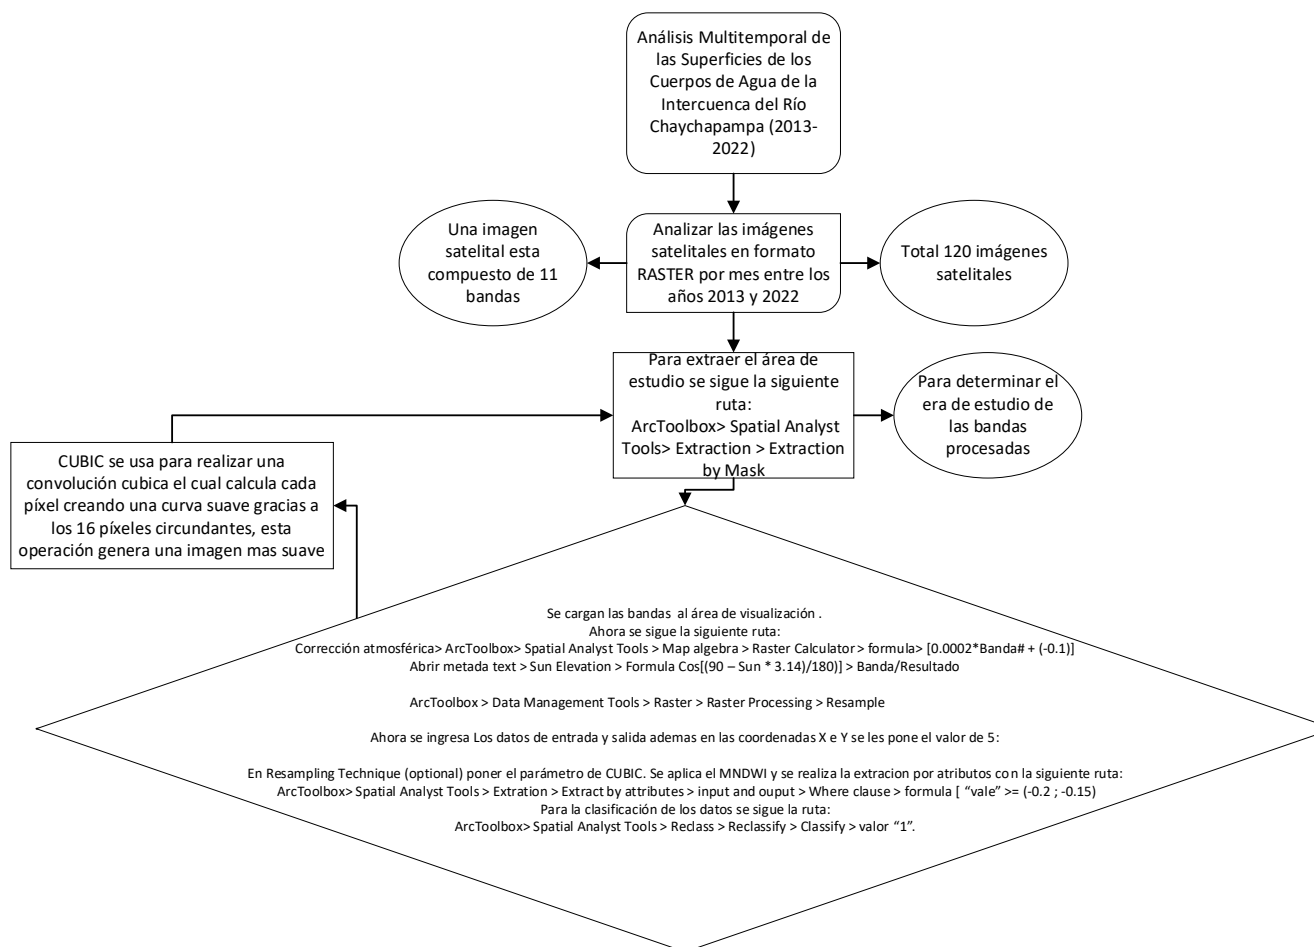 Análisis Multitemporal de
las Superficies de los
Cuerpos de Agua de la
Intercuenca del Río
Chaychapampa (2013-
2022)
Una imagen
satelital esta
compuesto de 11
bandas
Analizar las imágenes
satelitales en formato
RASTER por mes entre los
años 2013 y 2022
Total 120 imágenes
satelitales
Para extraer el área de
estudio se sigue la siguiente
ruta:
ArcToolbox> Spatial Analyst
Tools> Extraction > Extraction
by Mask
Para determinar el
era de estudio de
las bandas
procesadas
CUBIC se usa para realizar una
convolución cubica el cual calcula cada
píxel creando una curva suave gracias a
los 16 píxeles circundantes, esta
operación genera una imagen mas suave
Se cargan las bandas al área de visualización .
Ahora se sigue la siguiente ruta:
Corrección atmosférica> ArcToolbox> Spatial Analyst Tools > Map algebra > Raster Calculator > formula> [0.0002*Banda# + (-0.1)]
Abrir metada text > Sun Elevation > Formula Cos[(90 – Sun * 3.14)/180)] > Banda/Resultado
ArcToolbox > Data Management Tools > Raster > Raster Processing > Resample
Ahora se ingresa Los datos de entrada y salida ademas en las coordenadas X e Y se les pone el valor de 5:
En Resampling Technique (optional) poner el parámetro de CUBIC. Se aplica el MNDWI y se realiza la extracion por atributos con la siguiente ruta:
ArcToolbox> Spatial Analyst Tools > Extration > Extract by attributes > input and ouput > Where clause > formula [ “vale” >= (-0.2 ; -0.15)
Para la clasificación de los datos se sigue la ruta:
ArcToolbox> Spatial Analyst Tools > Reclass > Reclassify > Classify > valor “1”.